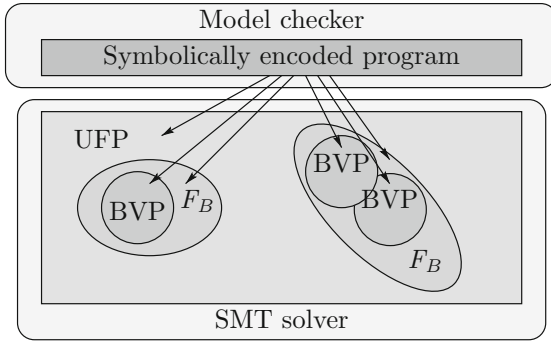 Model checker
Symbolically encoded program
UFP
BVP
F_B
BVP
BVP
F_B
SMT solver